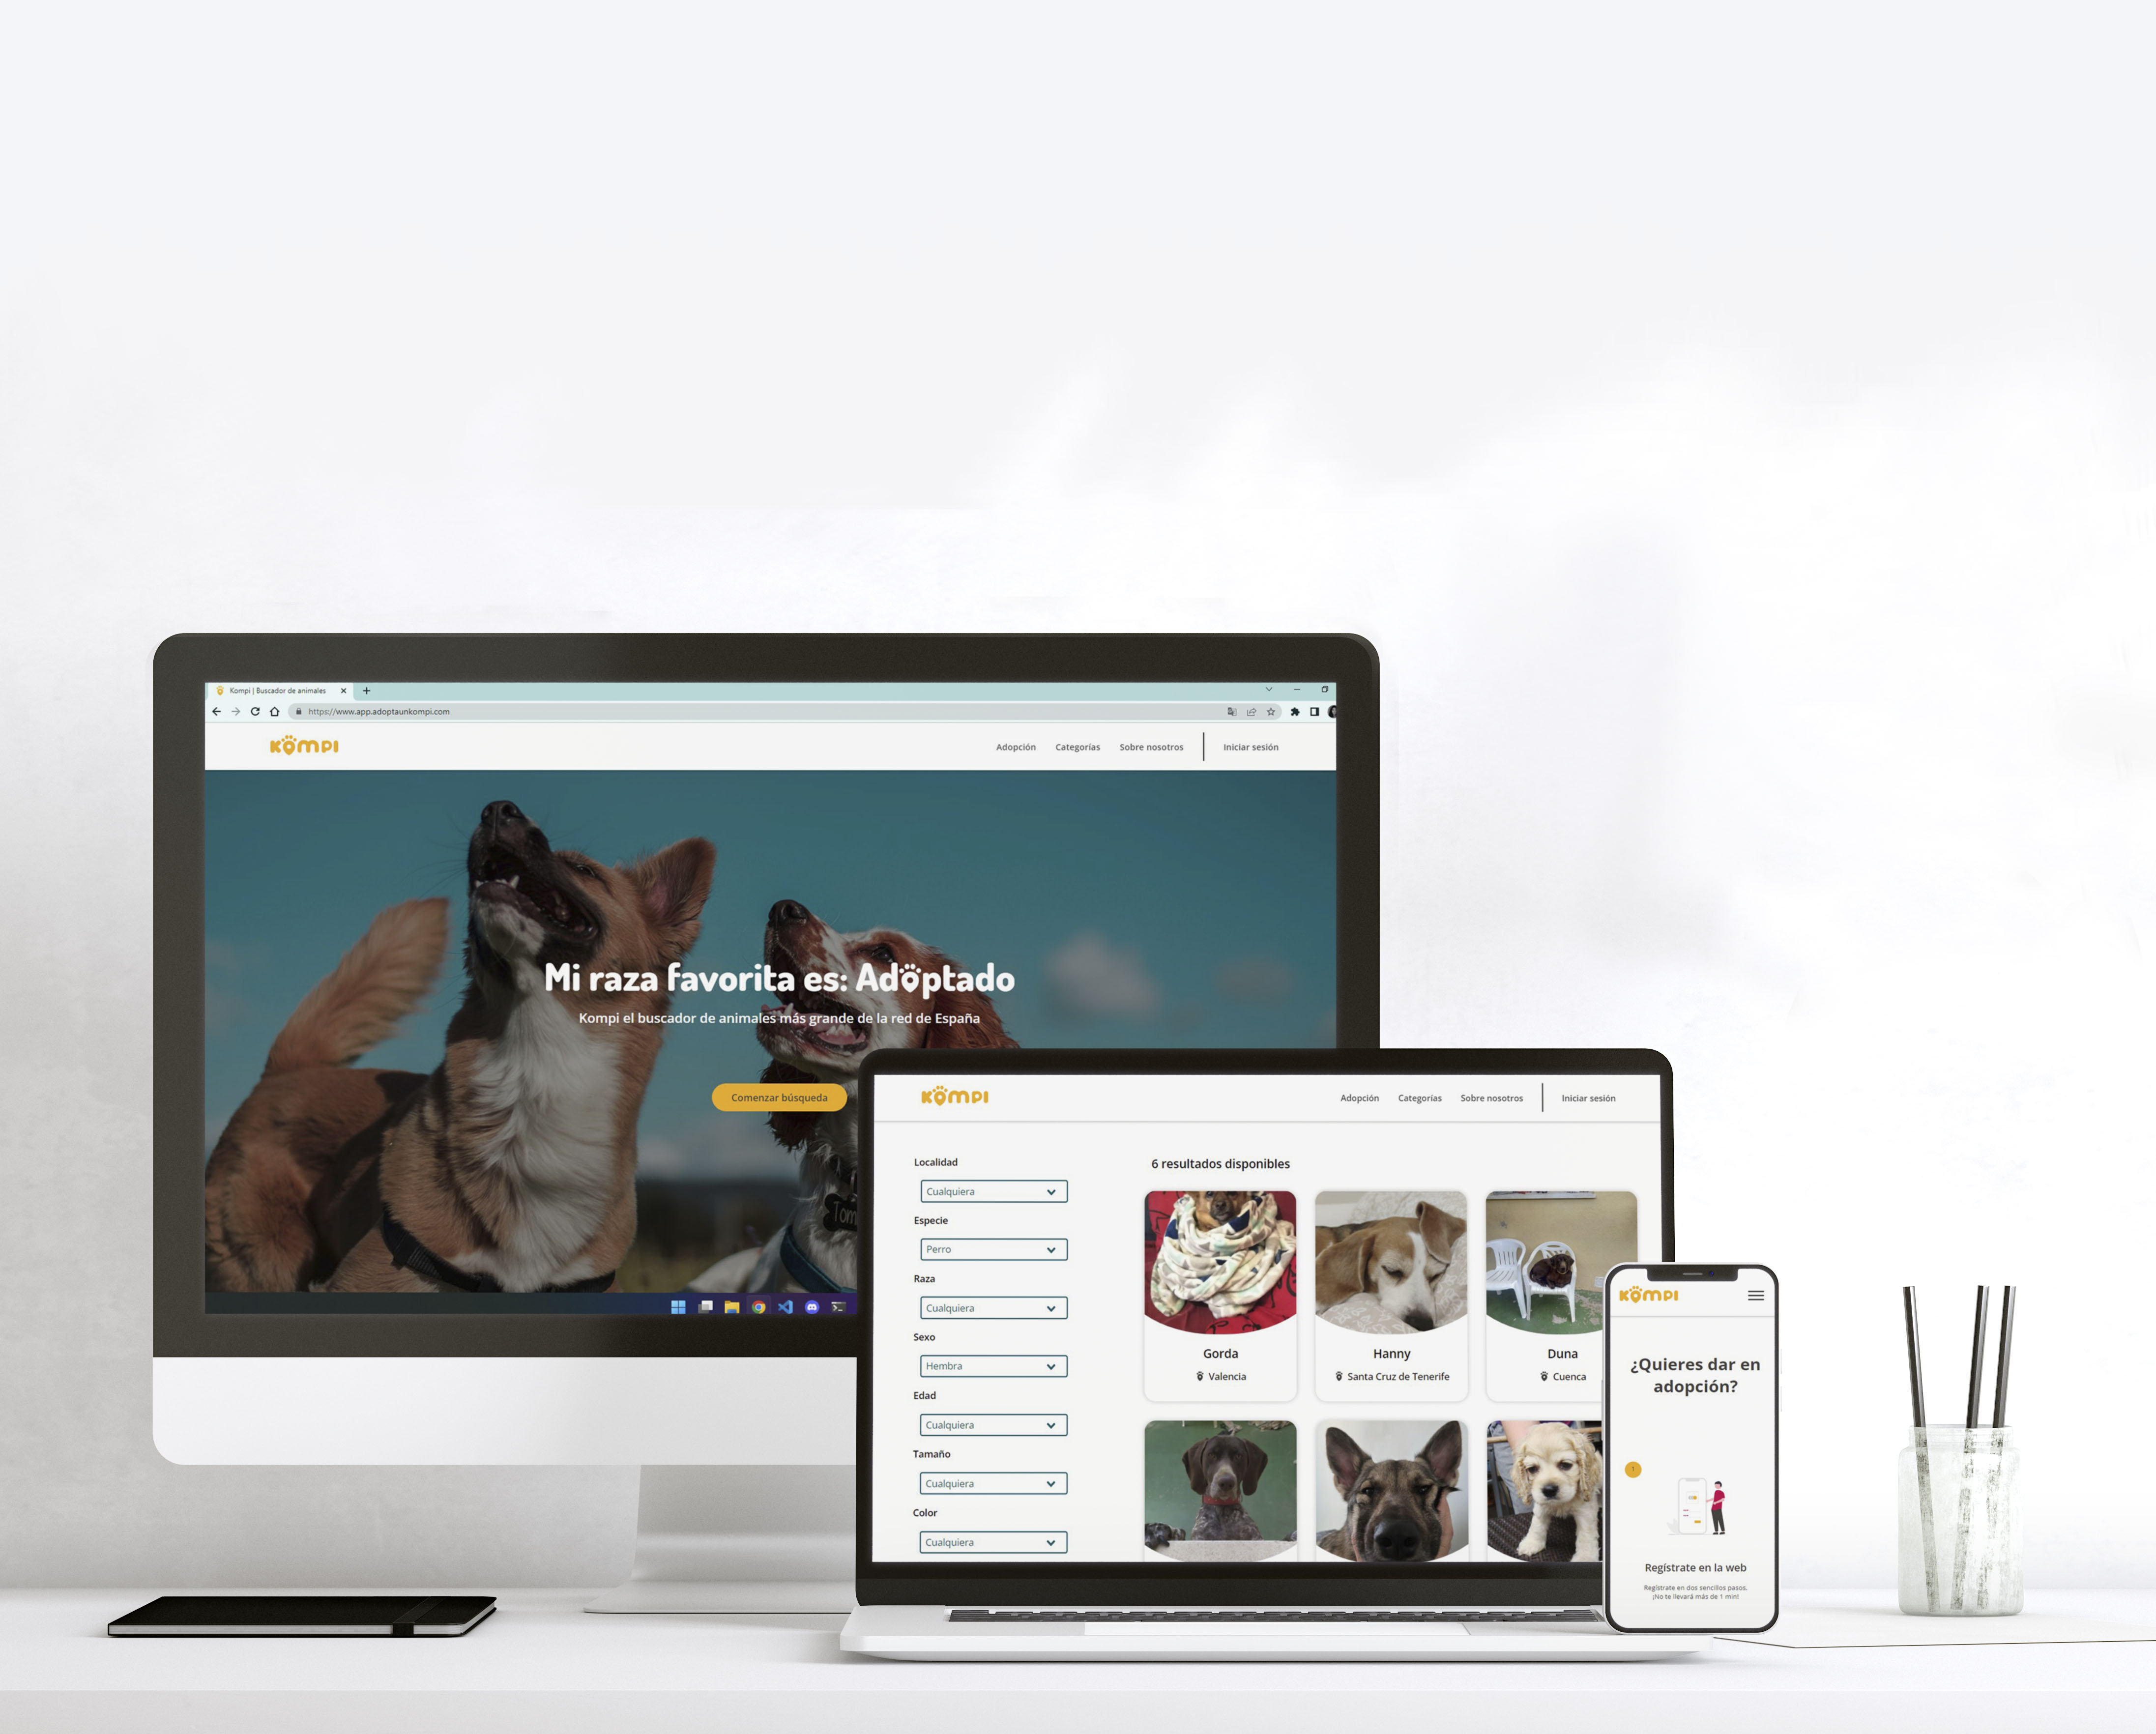 Kompi | Buscador de animales
https://www.app.adoptaunkompi.com
KOMPI
Adopción Categorías Sobre nosotros Iniciar sesión
Mi raza favorita es: Adoptado
Kompi el buscador de animales más grande de la red de España
Comenzar búsqueda
Tom
KOMPI
Adopción Categorías Sobre nosotros Iniciar sesión
Localidad
Cualquiera
Especie
Perro
Raza
Cualquiera
Sexo
Hembra
Edad
Cualquiera
Tamaño
Cualquiera
Color
Cualquiera
6 resultados disponibles
Gorda
Valencia
Hanny
Santa Cruz de Tenerife
Duna
Cuenca
KOMPI
¿Quieres dar en
adopción?
1
Regístrate en la web
Regístrate en dos sencillos pasos.
¡No te llevará más de 1 min!